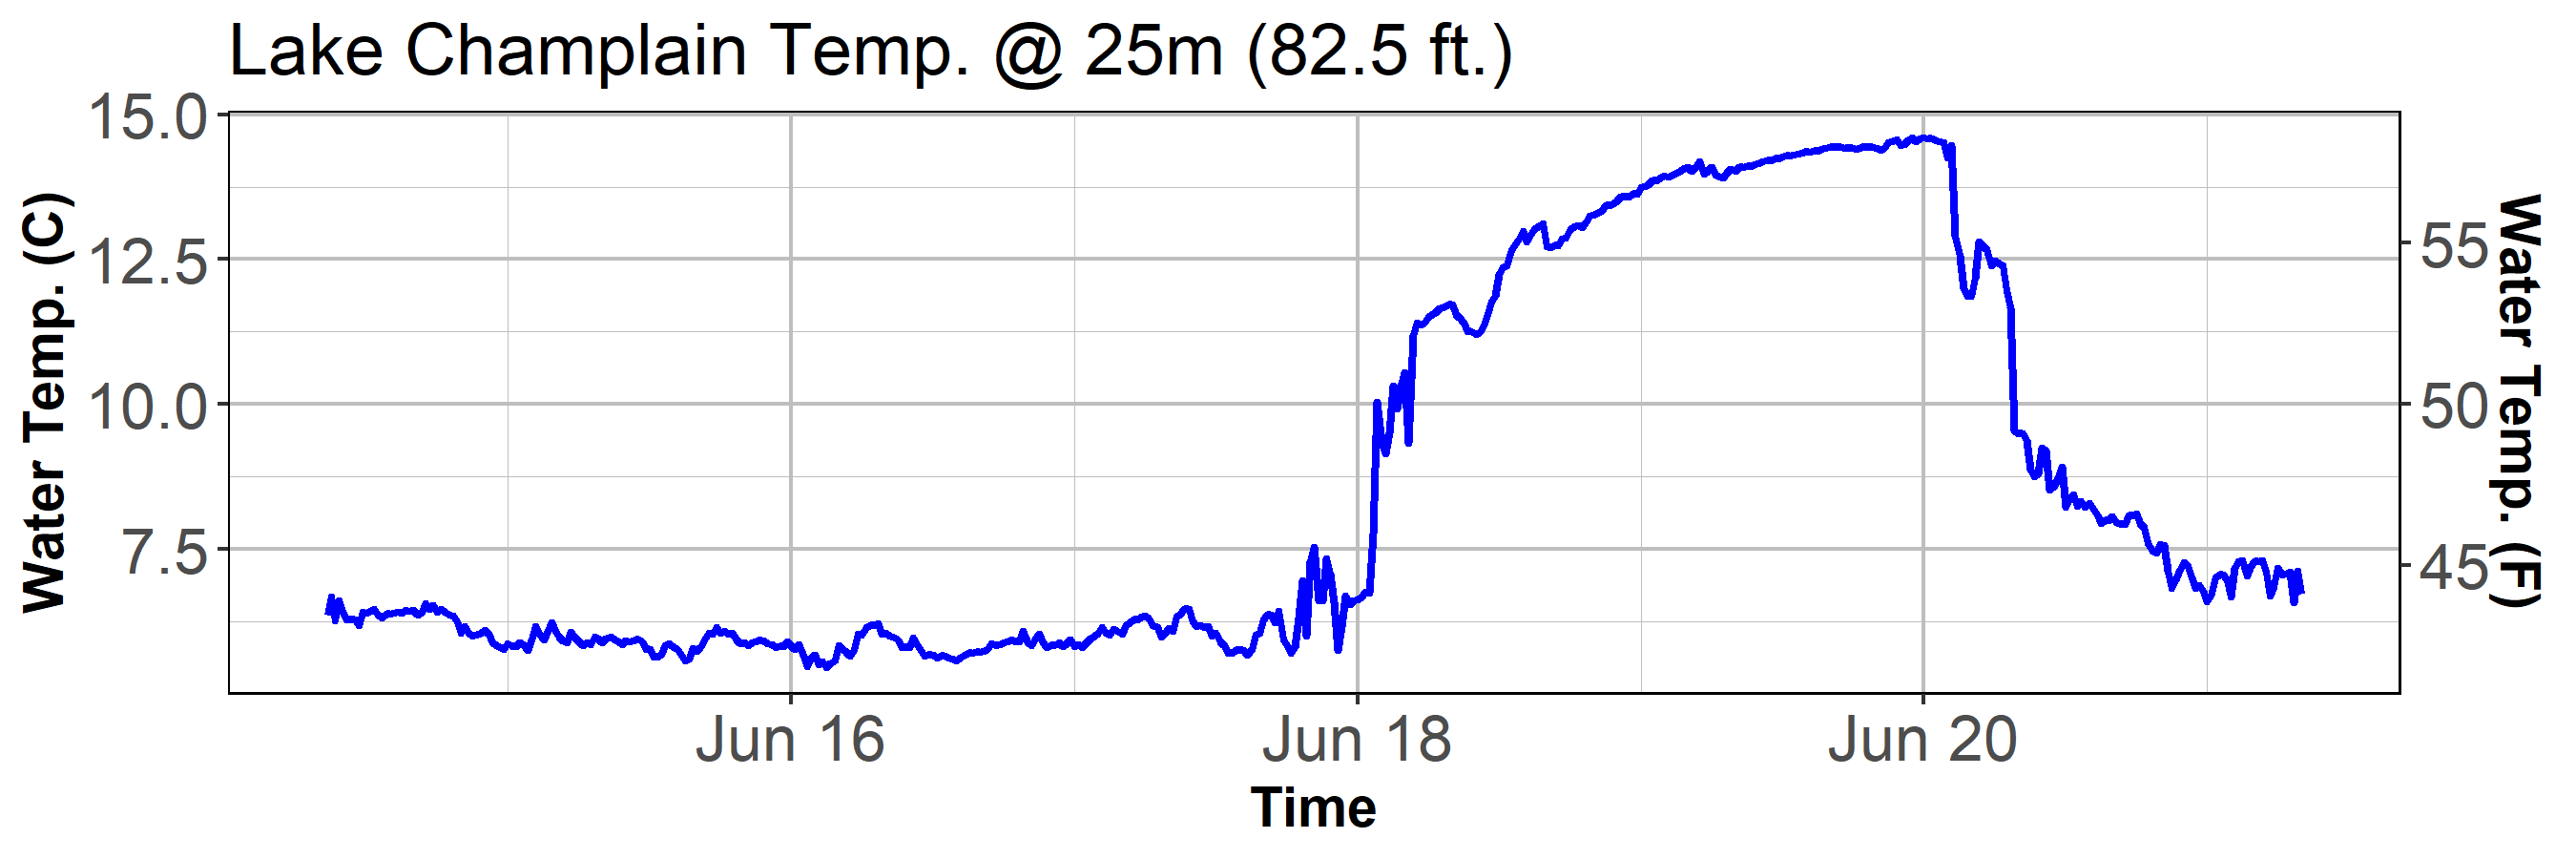 Lake Champlain Temp. @ 25m (82.5 ft.)
Water Temp. (C)
15.0
12.5
10.0
7.5
55
50
45
Water Temp. (F)
Jun 16
Jun 18
Jun 20
Time